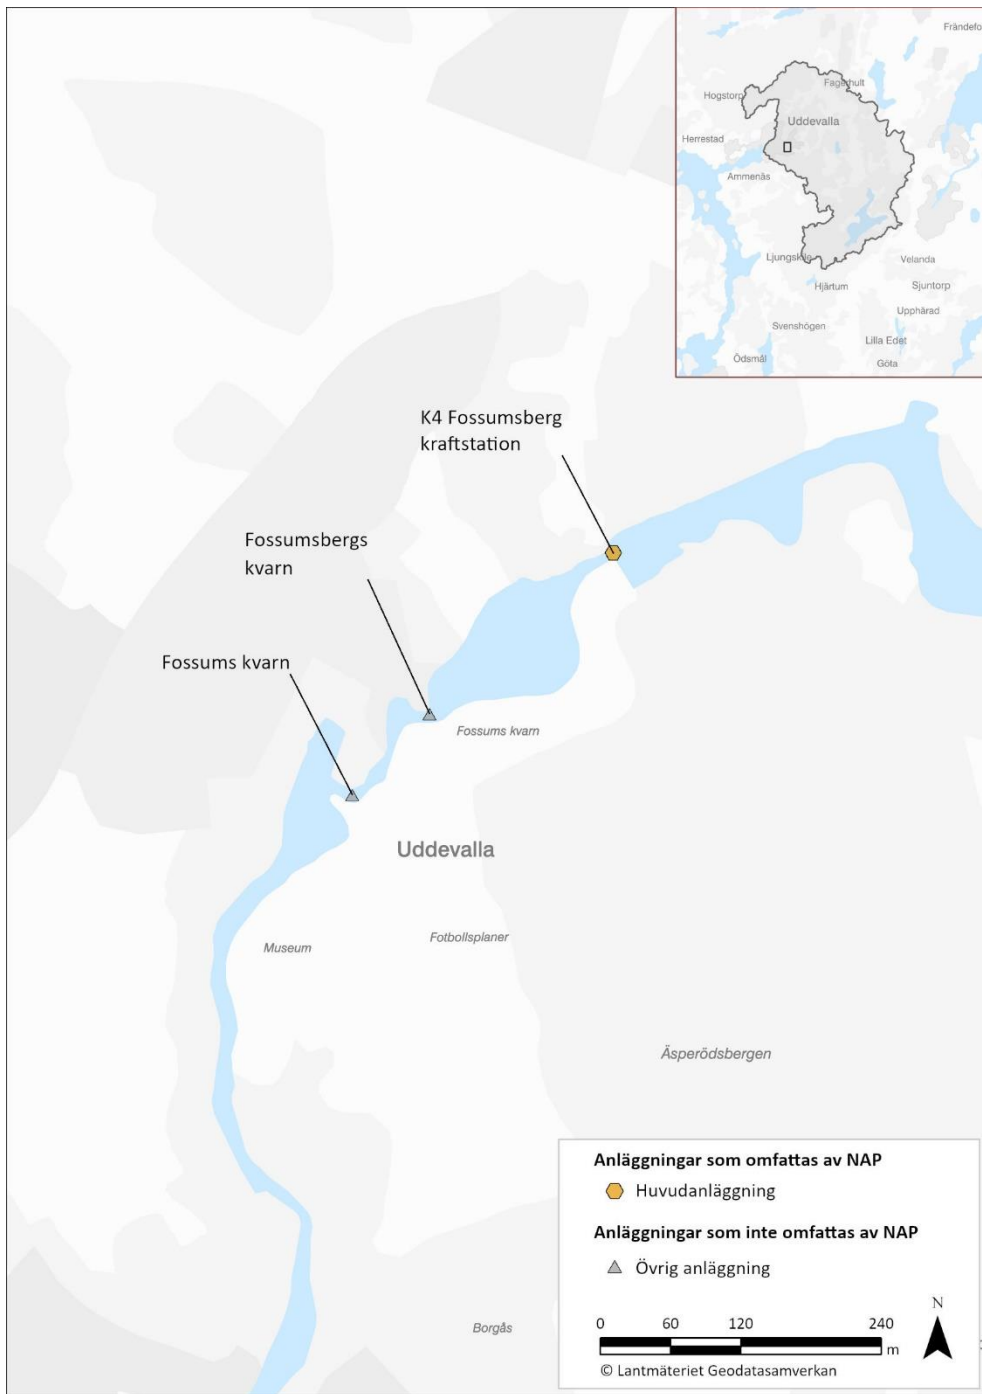 Frändefo
Fagerhult
Hogstorp
Uddevalla
Herrestad
Ammenäs
Ljungskile
Velanda
Hjärtum
Sjuntorp
Upphärad
Svenshögen
Lilla Edet
Ödsmål
Göta
K4 Fossumsberg
kraftstation
Fossumsbergs
kvarn
Fossums kvarn
Fossums kvarn
Uddevalla
Museum
Fotbollsplaner
Äsperödsbergen
Borgås
Anläggningar som omfattas av NAP
Huvudanläggning
Anläggningar som inte omfattas av NAP
Övrig anläggning
N
0 60 120 240
m
© Lantmäteriet Geodatasamverkan